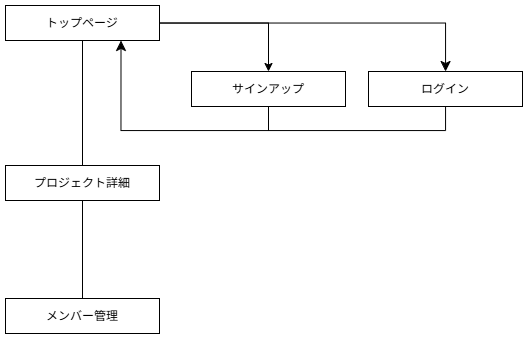 トップページ
サインアップ
ログイン
プロジェクト詳細
メンバー管理